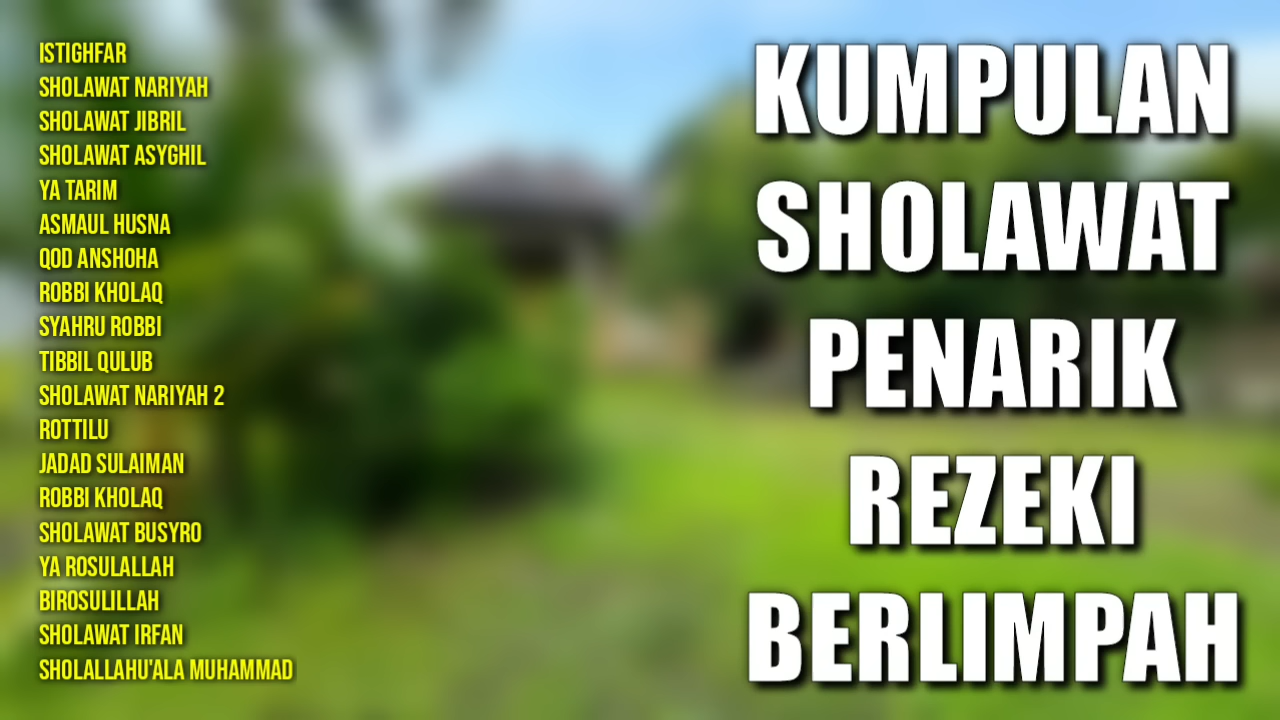 ISTIGHFAR
SHOLAWAT NARIYAH
SHOLAWAT JIBRIL
SHOLAWAT ASYGHIL
YA TARIM
ASMAUL HUSNA
QOD ANSHOHA
ROBBI KHOLAQ
SYAHRU ROBBI
TIBBIL QULUB
SHOLAWAT NARIYAH 2
ROTTILU
JADAD SULAIMAN
ROBBI KHOLAQ
SHOLAWAT BUSYRO
YA ROSULALLAH
BIROSULILLAH
SHOLAWAT IRFAN
SHOLALLAHU'ALA MUHAMMAD
KUMPULAN
SHOLAWAT
PENARIK
REZEKI
BERLIMPAH